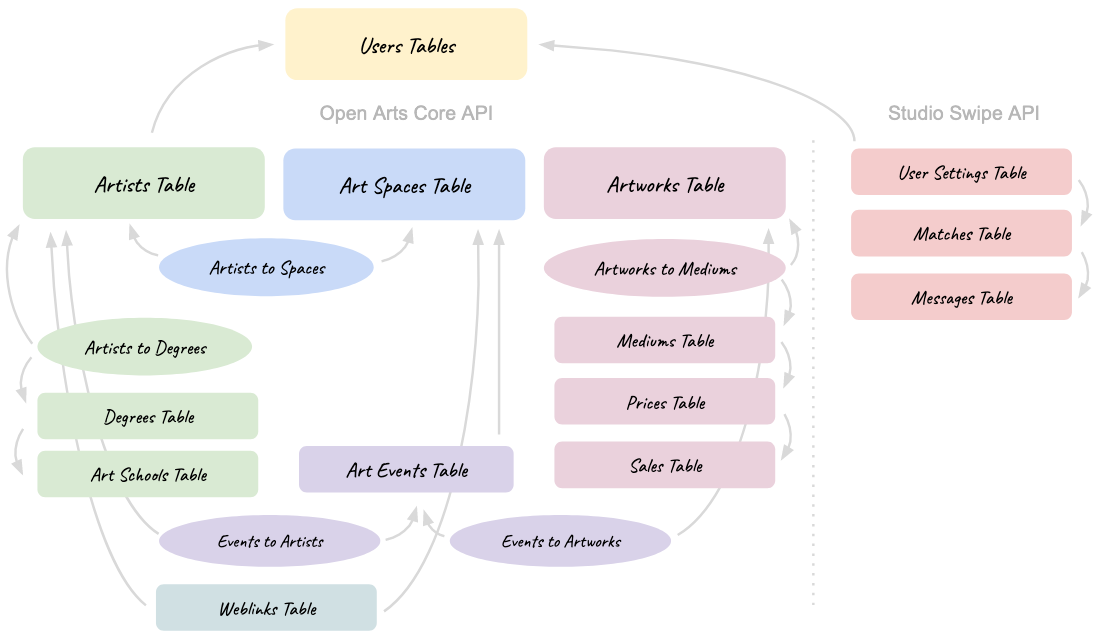 Users Tables
Open Arts Core API
Studio Swipe API
Artists Table
Art Spaces Table
Artworks Table
User Settings Table
Matches Table
Messages Table
Artists to Spaces
Artworks to Mediums
Artists to Degrees
Mediums Table
Degrees Table
Prices Table
Art Schools Table
Art Events Table
Sales Table
Events to Artists
Events to Artworks
Weblinks Table